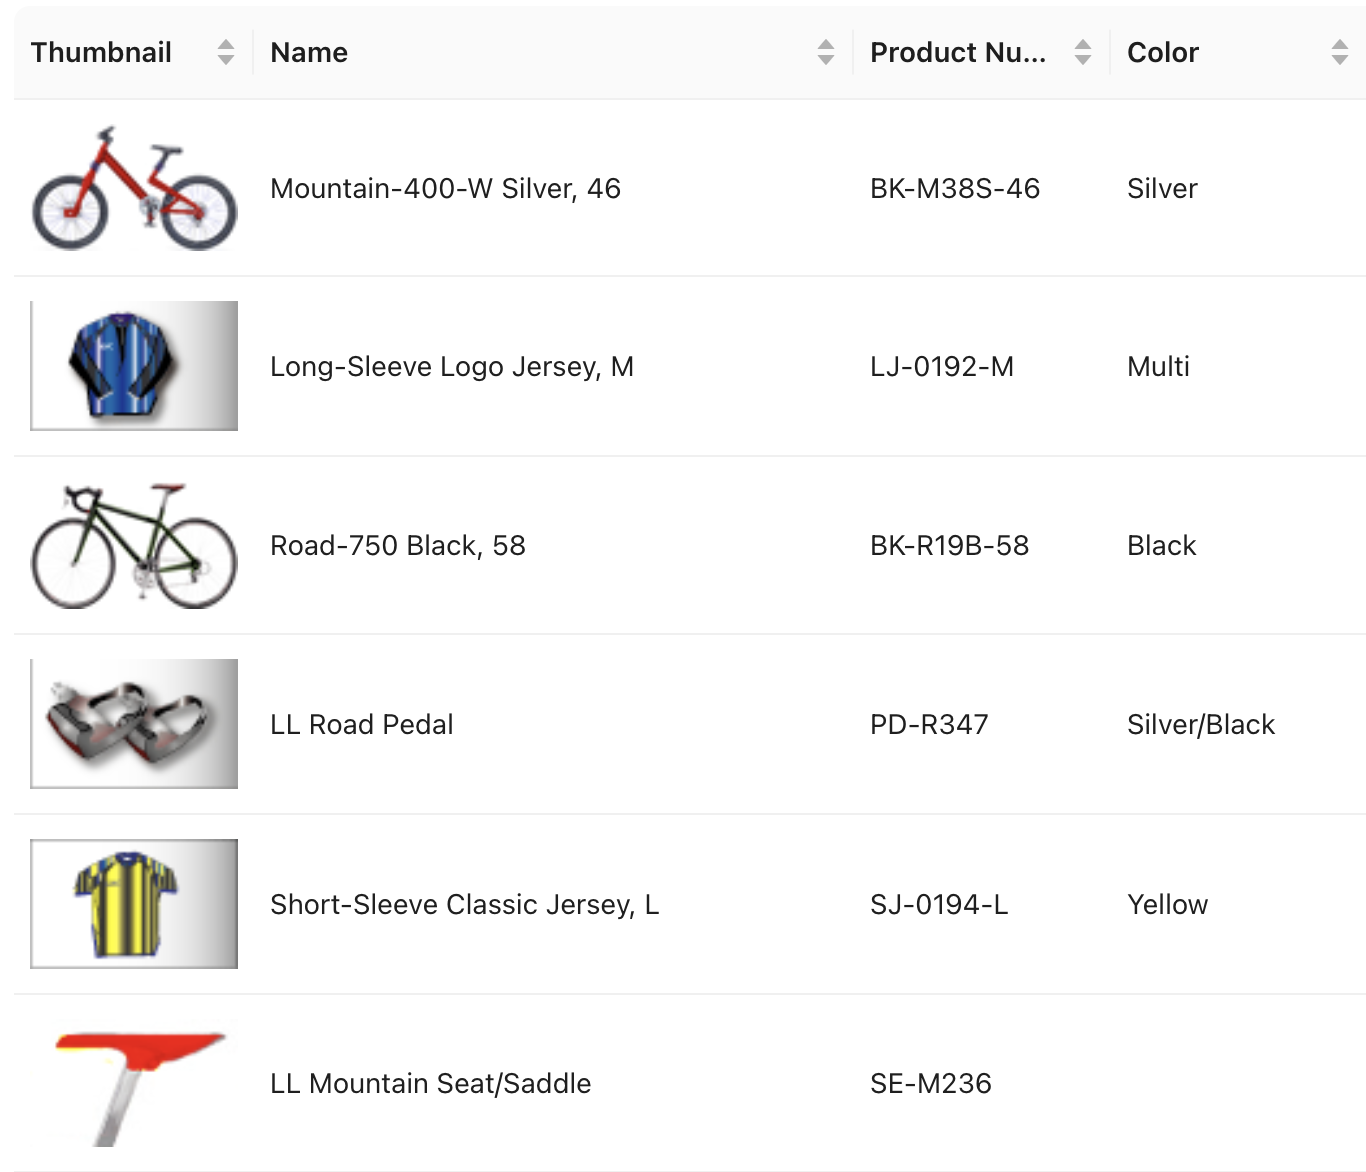 Thumbnail Name Product Nu... Color
Mountain-400-W Silver, 46 BK-M38S-46 Silver
Long-Sleeve Logo Jersey, M LJ-0192-M Multi
Road-750 Black, 58 BK-R19B-58 Black
LL Road Pedal PD-R347 Silver/Black
Short-Sleeve Classic Jersey, L SJ-0194-L Yellow
LL Mountain Seat/Saddle SE-M236